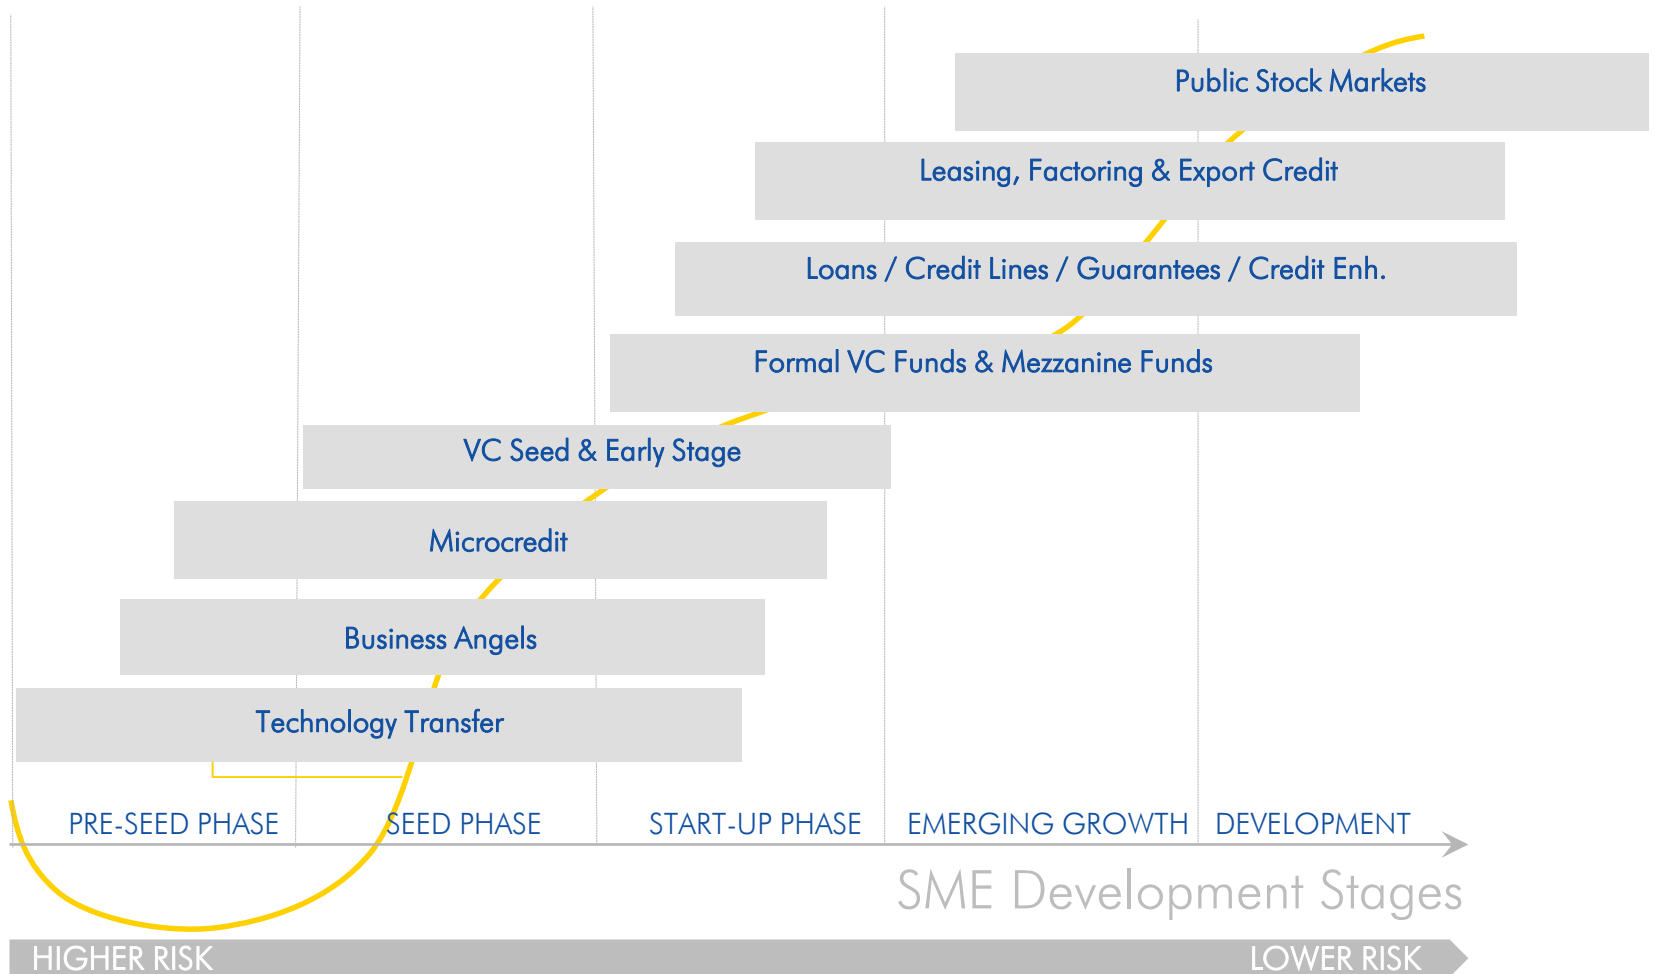 Public Stock Markets
Leasing, Factoring & Export Credit
Loans / Credit Lines / Guarantees / Credit Enh.
Formal VC Funds & Mezzanine Funds
VC Seed & Early Stage
Microcredit
Business Angels
Technology Transfer
PRE-SEED PHASE SEED PHASE START-UP PHASE EMERGING GROWTH DEVELOPMENT
SME Development Stages
HIGHER RISK LOWER RISK